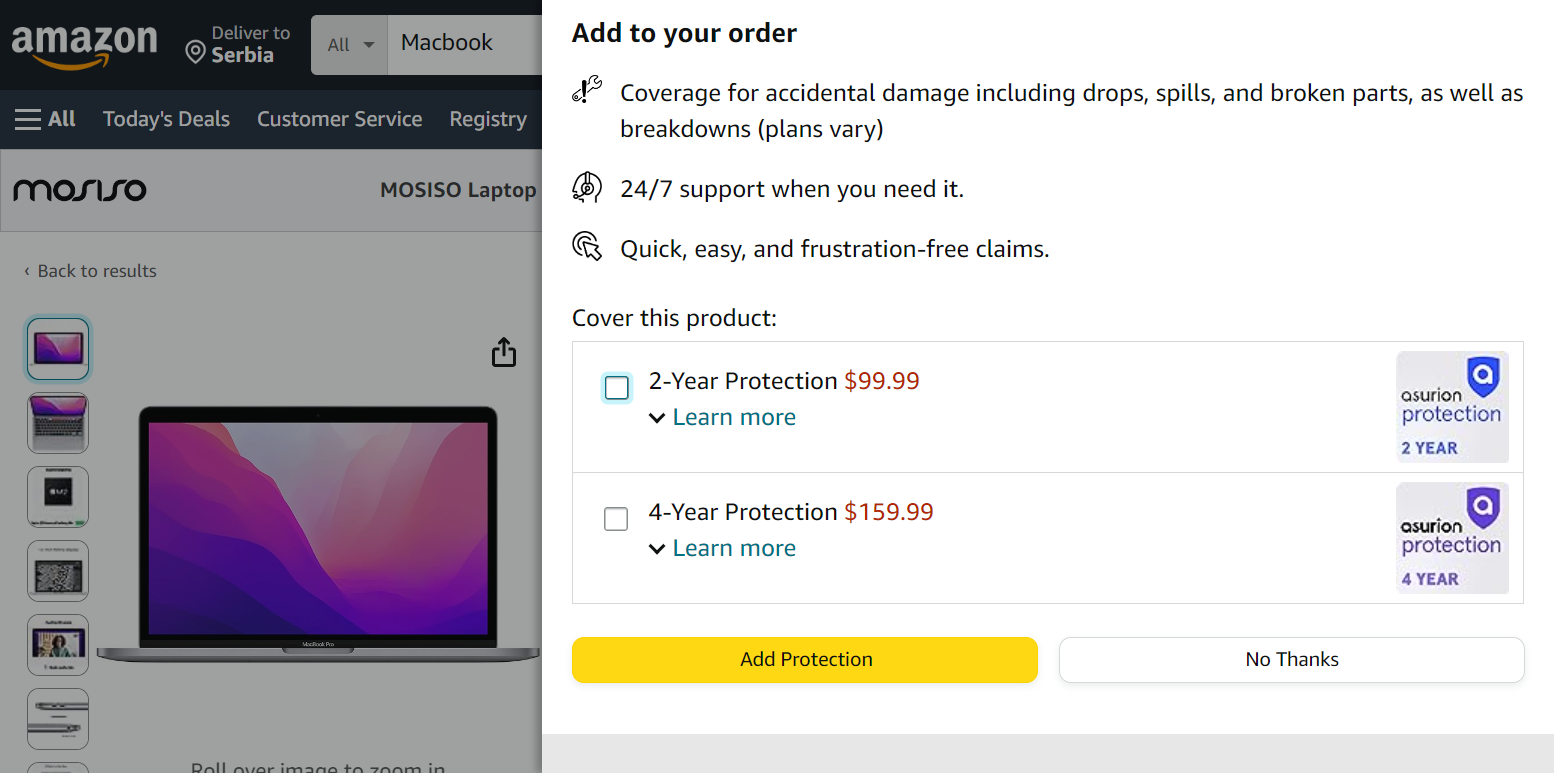 amazon
Deliver to
Serbia
All
Macbook
All
Today's Deals
Customer Service
Registry
mosiso
MOSISO Laptop
‹ Back to results
M2
MacBook Pro
Roll over image to zoom in
Add to your order
Coverage for accidental damage including drops, spills, and broken parts, as well as
breakdowns (plans vary)
24/7 support when you need it.
Quick, easy, and frustration-free claims.
Cover this product:
2-Year Protection $99.99
Learn more
asurion
protection
2 YEAR
4-Year Protection $159.99
Learn more
asurion
protection
4 YEAR
Add Protection
No Thanks